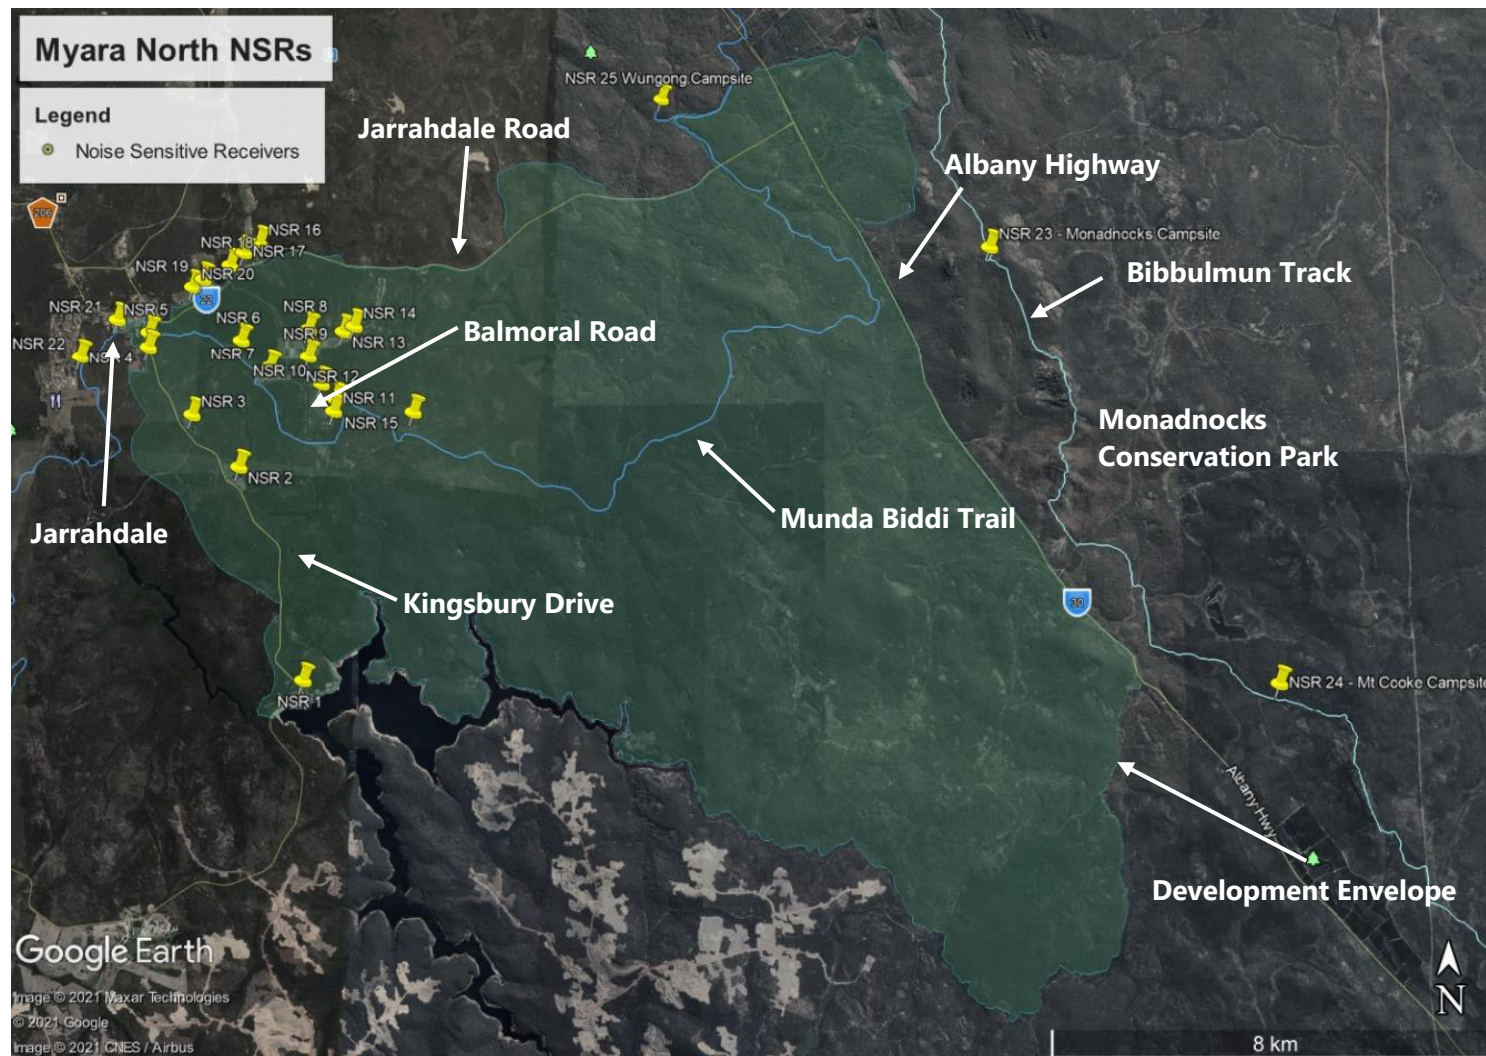 Myara North NSRs
Legend
Noise Sensitive Receivers
NSR 25 Wungong Campsite
Jarrahdale Road
Albany Highway
206
NSR 16
NSR 18
NSR 17
NSR 23 - Monadnocks Campsite
NSR 19
NSR 20
Bibbulmun Track
22
NSR 21
NSR 5
NSR 6
NSR 8
NSR 14
Balmoral Road
NSR 9
NSR 13
NSR 22
NSR 4
NSR 7
NSR 10
NSR 12
NSR 3
NSR 11
NSR 15
Monadnocks
Conservation Park
NSR 2
Munda Biddi Trail
Jarrahdale
Kingsbury Drive
30
NSR 1
NSR 24 - Mt Cooke Campsite
Albany Hwy
Development Envelope
Google Earth
Image © 2021 Maxar Technologies
© 2021 Google
Image © 2021 CNES / Airbus
N
8 km